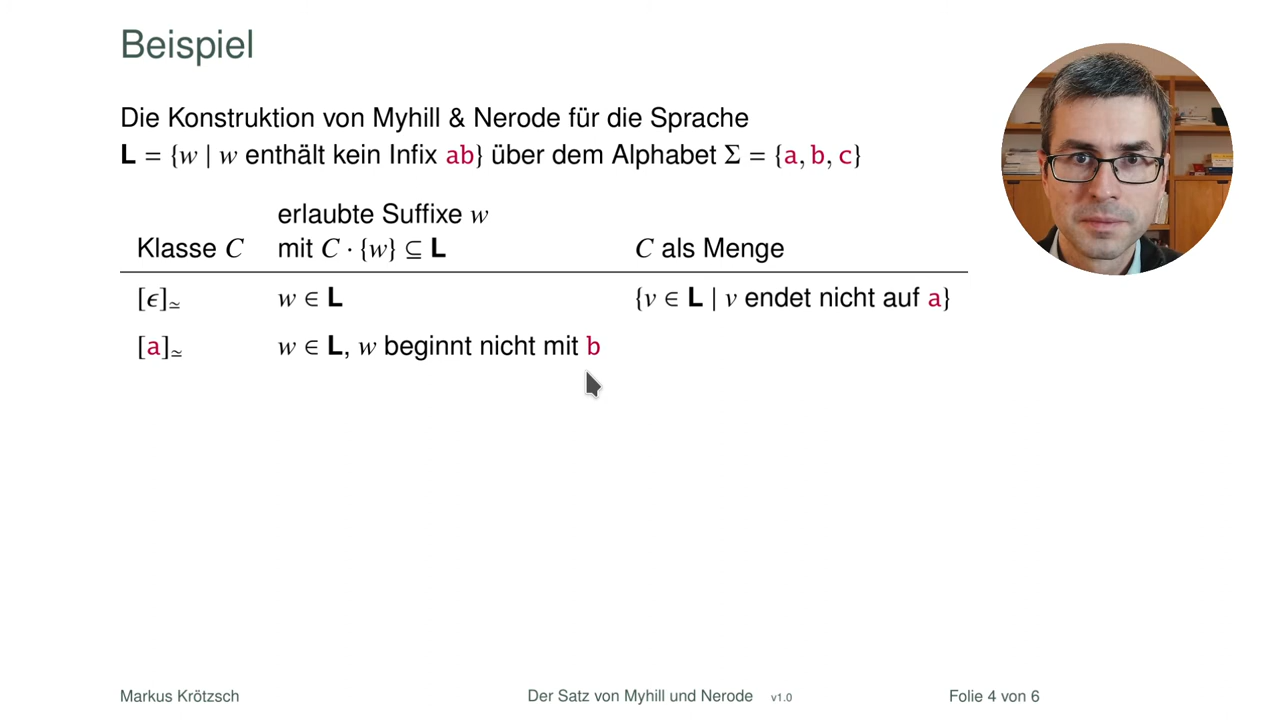 Beispiel
Die Konstruktion von Myhill & Nerode für die Sprache
L = {w | w enthält kein Infix ab} über dem Alphabet Σ = {a, b, c}
erlaubte Suffixe w
Klasse C mit C · {w} ⊆ L C als Menge
[ϵ]≃ w ∈ L {v ∈ L | v endet nicht auf a}
[a]≃ w ∈ L, w beginnt nicht mit b
Markus Krötzsch Der Satz von Myhill und Nerode v1.0 Folie 4 von 6